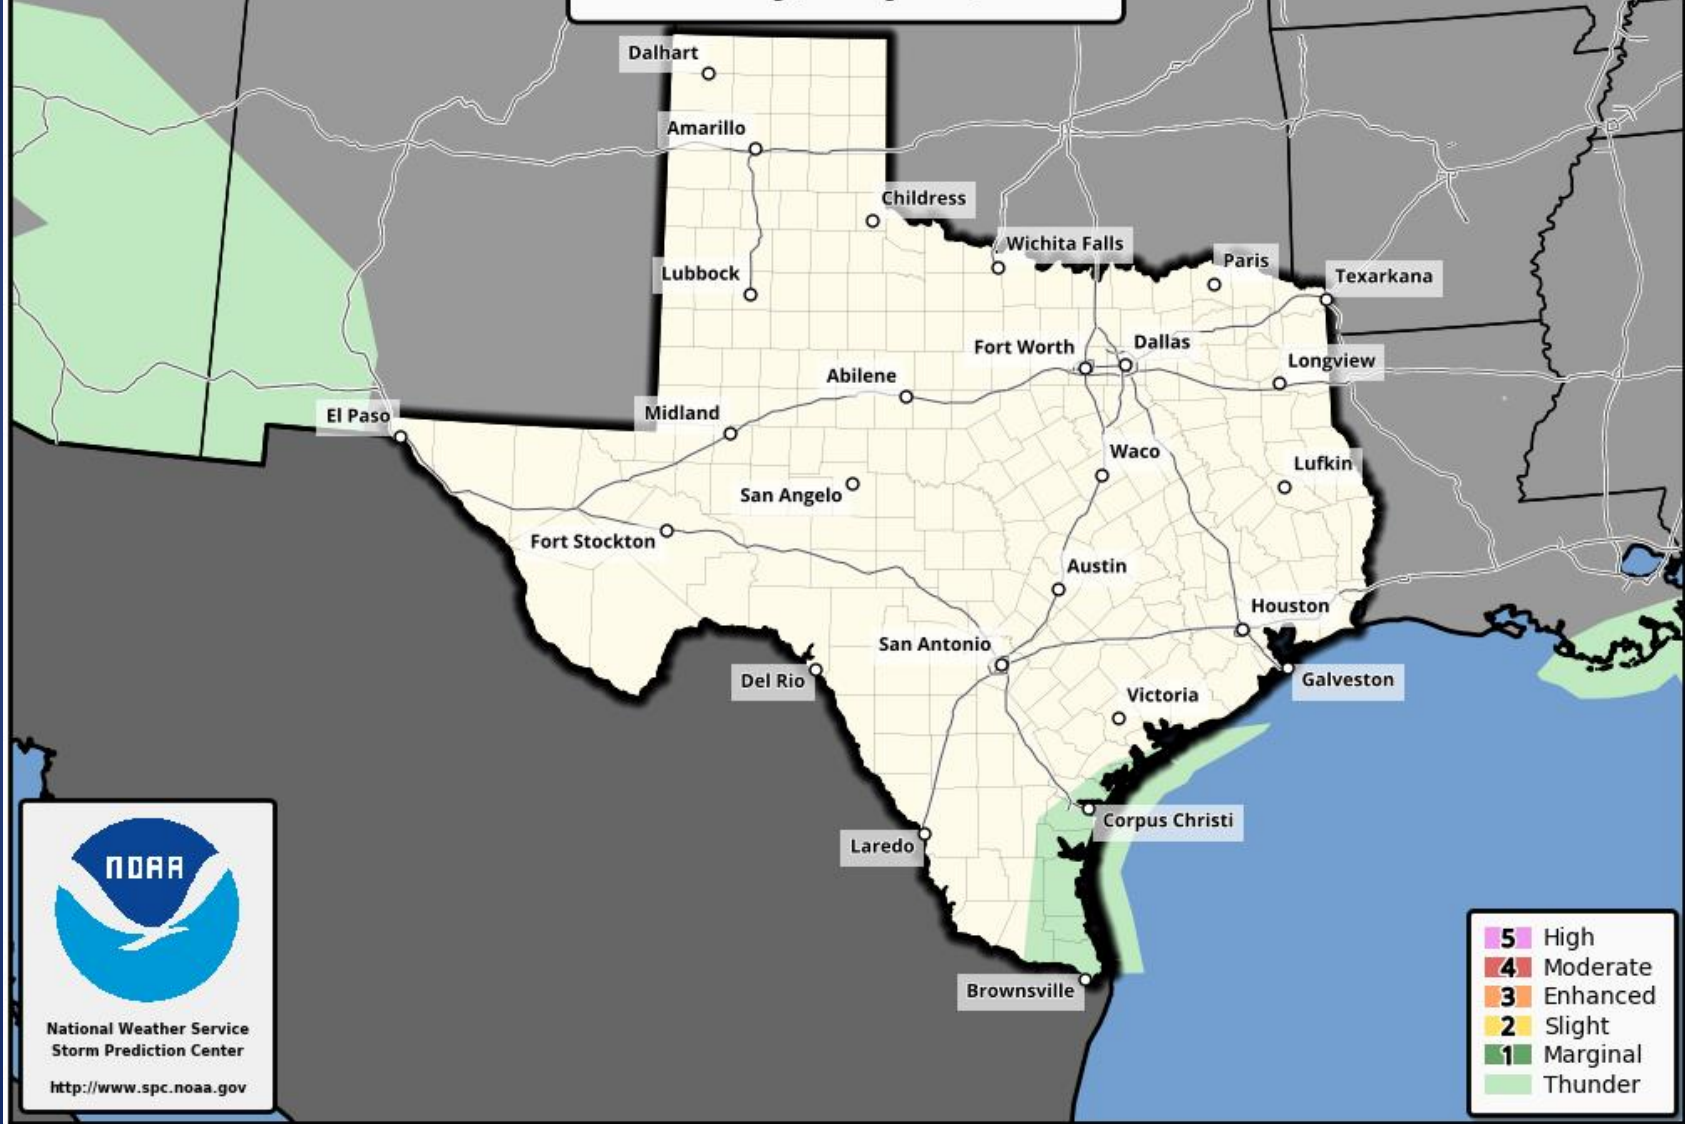 Dalhart
Amarillo
Childress
Wichita Falls
Paris
Texarkana
Lubbock
Fort Worth
Dallas
Longview
Abilene
El Paso
Midland
Waco
Lufkin
San Angelo
Fort Stockton
Austin
Houston
San Antonio
Del Rio
Galveston
Victoria
Corpus Christi
Laredo
Brownsville
NOAA
National Weather Service
Storm Prediction Center
http://www.spc.noaa.gov
5 High
4 Moderate
3 Enhanced
2 Slight
1 Marginal
Thunder